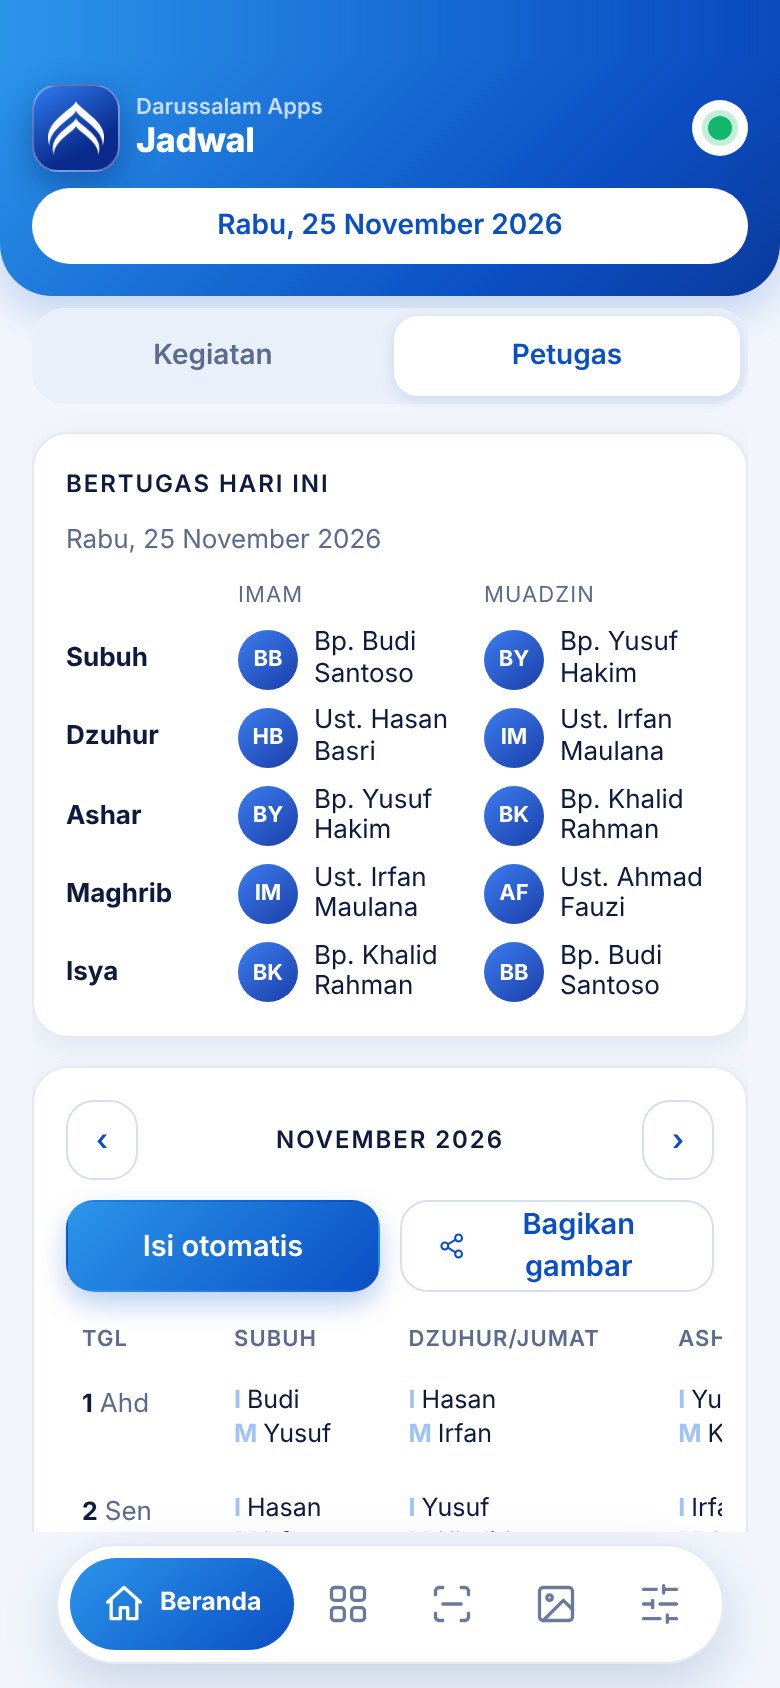 Darussalam Apps
Jadwal
Rabu, 25 November 2026
Kegiatan
Petugas
BERTUGAS HARI INI
Rabu, 25 November 2026
IMAM
MUADZIN
Subuh
BB
Bp. Budi
Santoso
BY
Bp. Yusuf
Hakim
Dzuhur
HB
Ust. Hasan
Basri
IM
Ust. Irfan
Maulana
Ashar
BY
Bp. Yusuf
Hakim
BK
Bp. Khalid
Rahman
Maghrib
IM
Ust. Irfan
Maulana
AF
Ust. Ahmad
Fauzi
Isya
BK
Bp. Khalid
Rahman
BB
Bp. Budi
Santoso
‹
NOVEMBER 2026
›
Isi otomatis
Bagikan
gambar
TGL
SUBUH
DZUHUR/JUMAT
ASH
1 Ahd
I Budi
M Yusuf
I Hasan
M Irfan
I Yu
M K
2 Sen
I Hasan
I Yusuf
I Irfa
Beranda